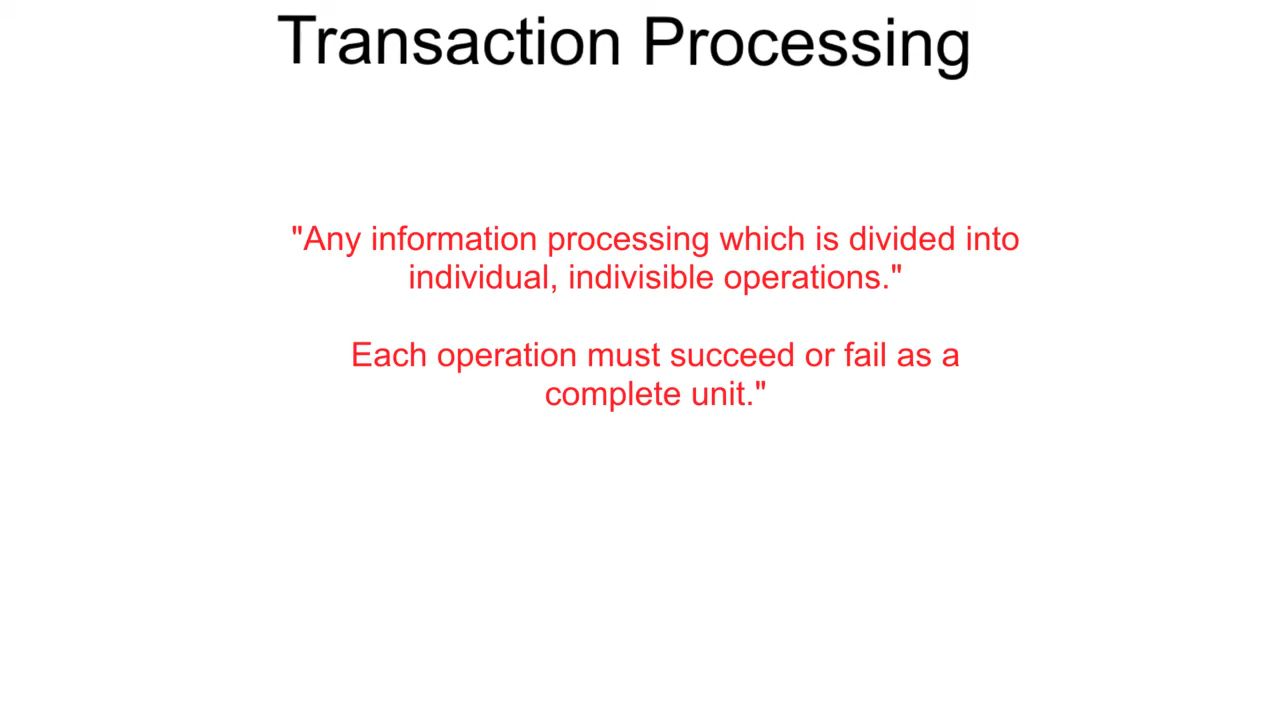 Transaction Processing
"Any information processing which is divided into
individual, indivisible operations."
Each operation must succeed or fail as a
complete unit."